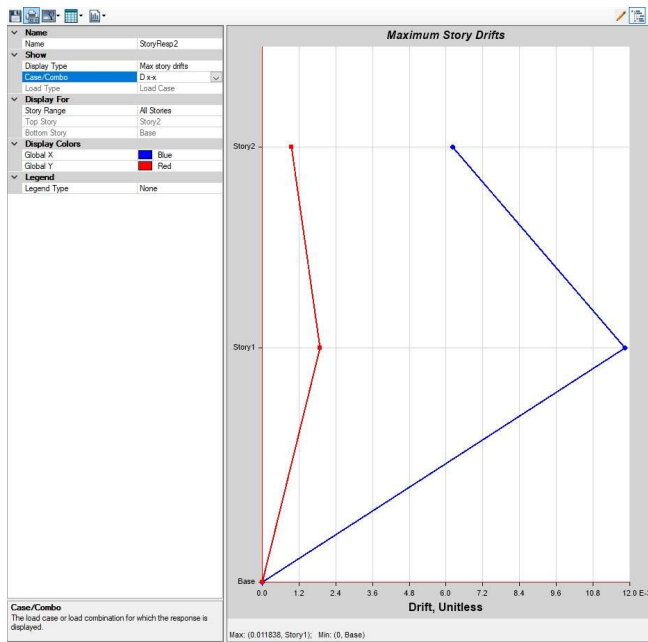 Name
Name StoryResp2
Show
Display Type Max story drifts
Case/Combo D x-x
Load Type Load Case
Display For
Story Range All Stories
Top Story Story2
Bottom Story Base
Display Colors
Global X Blue
Global Y Red
Legend
Legend Type None
Case/Combo
The load case or load combination for which the response is
displayed.
Maximum Story Drifts
Story2
Story1
Base
0.0 1.2 2.4 3.6 4.8 6.0 7.2 8.4 9.6 10.8 12.0 E-3
Drift, Unitless
Max: (0.011838, Story1); Min: (0, Base)